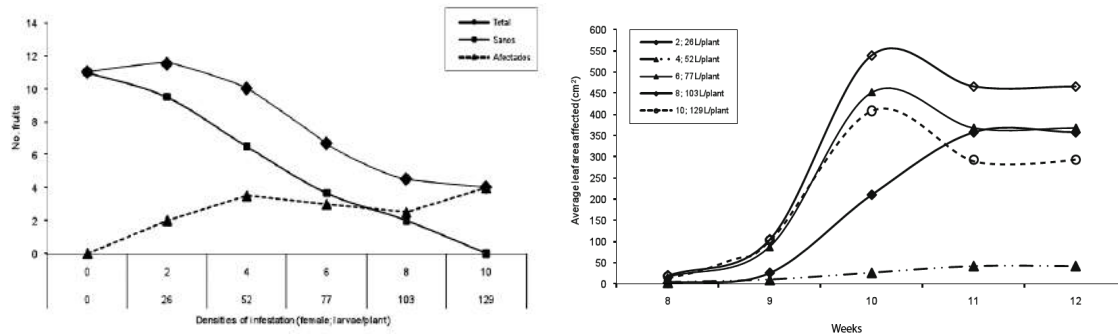 14
12
10
8
6
4
2
0
No. fruits
Total
Sanos
Afectados
0 2 4 6 8 10
0 26 52 77 103 129
Densities of infestation (female; larvae/plant)
600
550
500
450
400
350
300
250
200
150
100
50
0
Average leaf area affected (cm²)
2; 26L/plant
4; 52L/plant
6; 77L/plant
8; 103L/plant
10; 129L/plant
8 9 10 11 12
Weeks